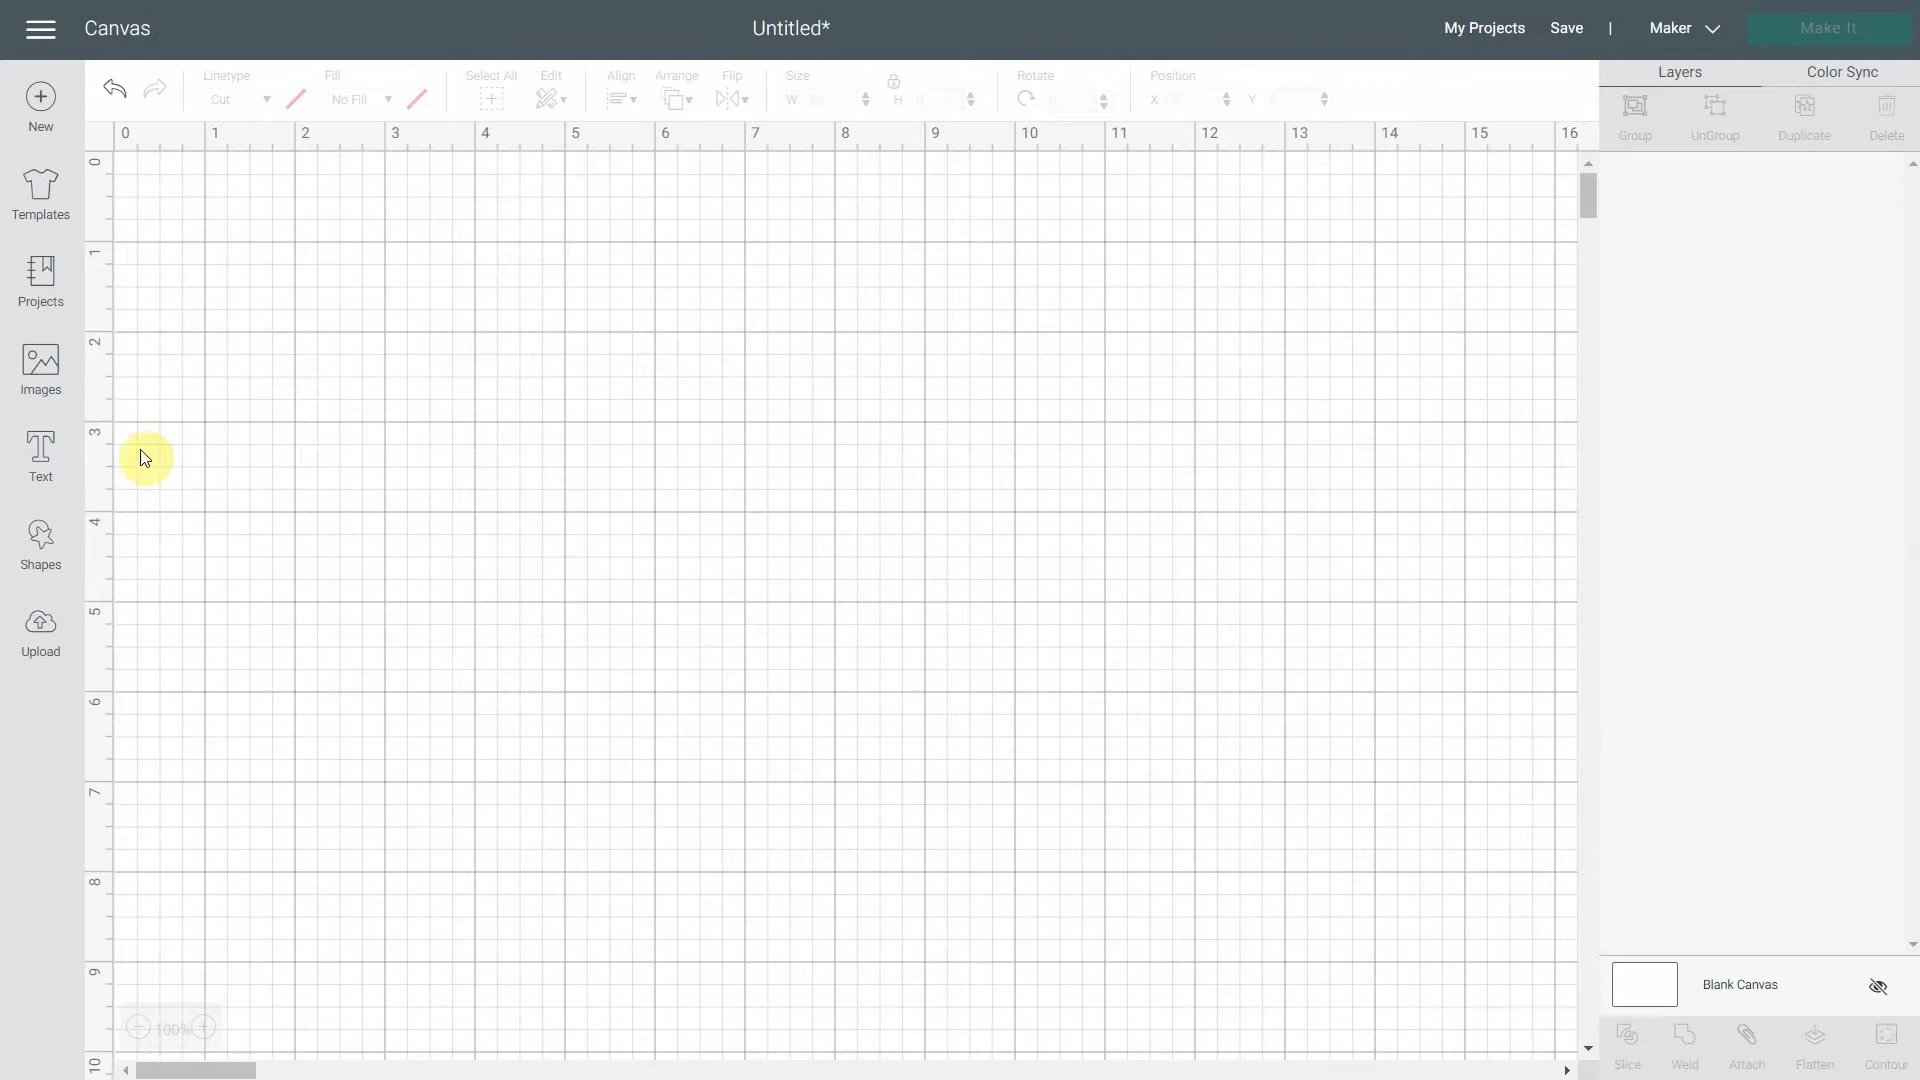 Canvas
Untitled*
My Projects Save | Maker Make It
Linetype Fill Select All Edit Align Arrange Flip Size Rotate Position
Cut No Fill W H X Y
Layers Color Sync
Group UnGroup Duplicate Delete
New
Templates
Projects
Images
Text
Shapes
Upload
0 1 2 3 4 5 6 7 8 9 10 11 12 13 14 15 16
0
1
2
3
4
5
6
7
8
9
10
100%
Blank Canvas
Slice Weld Attach Flatten Contour